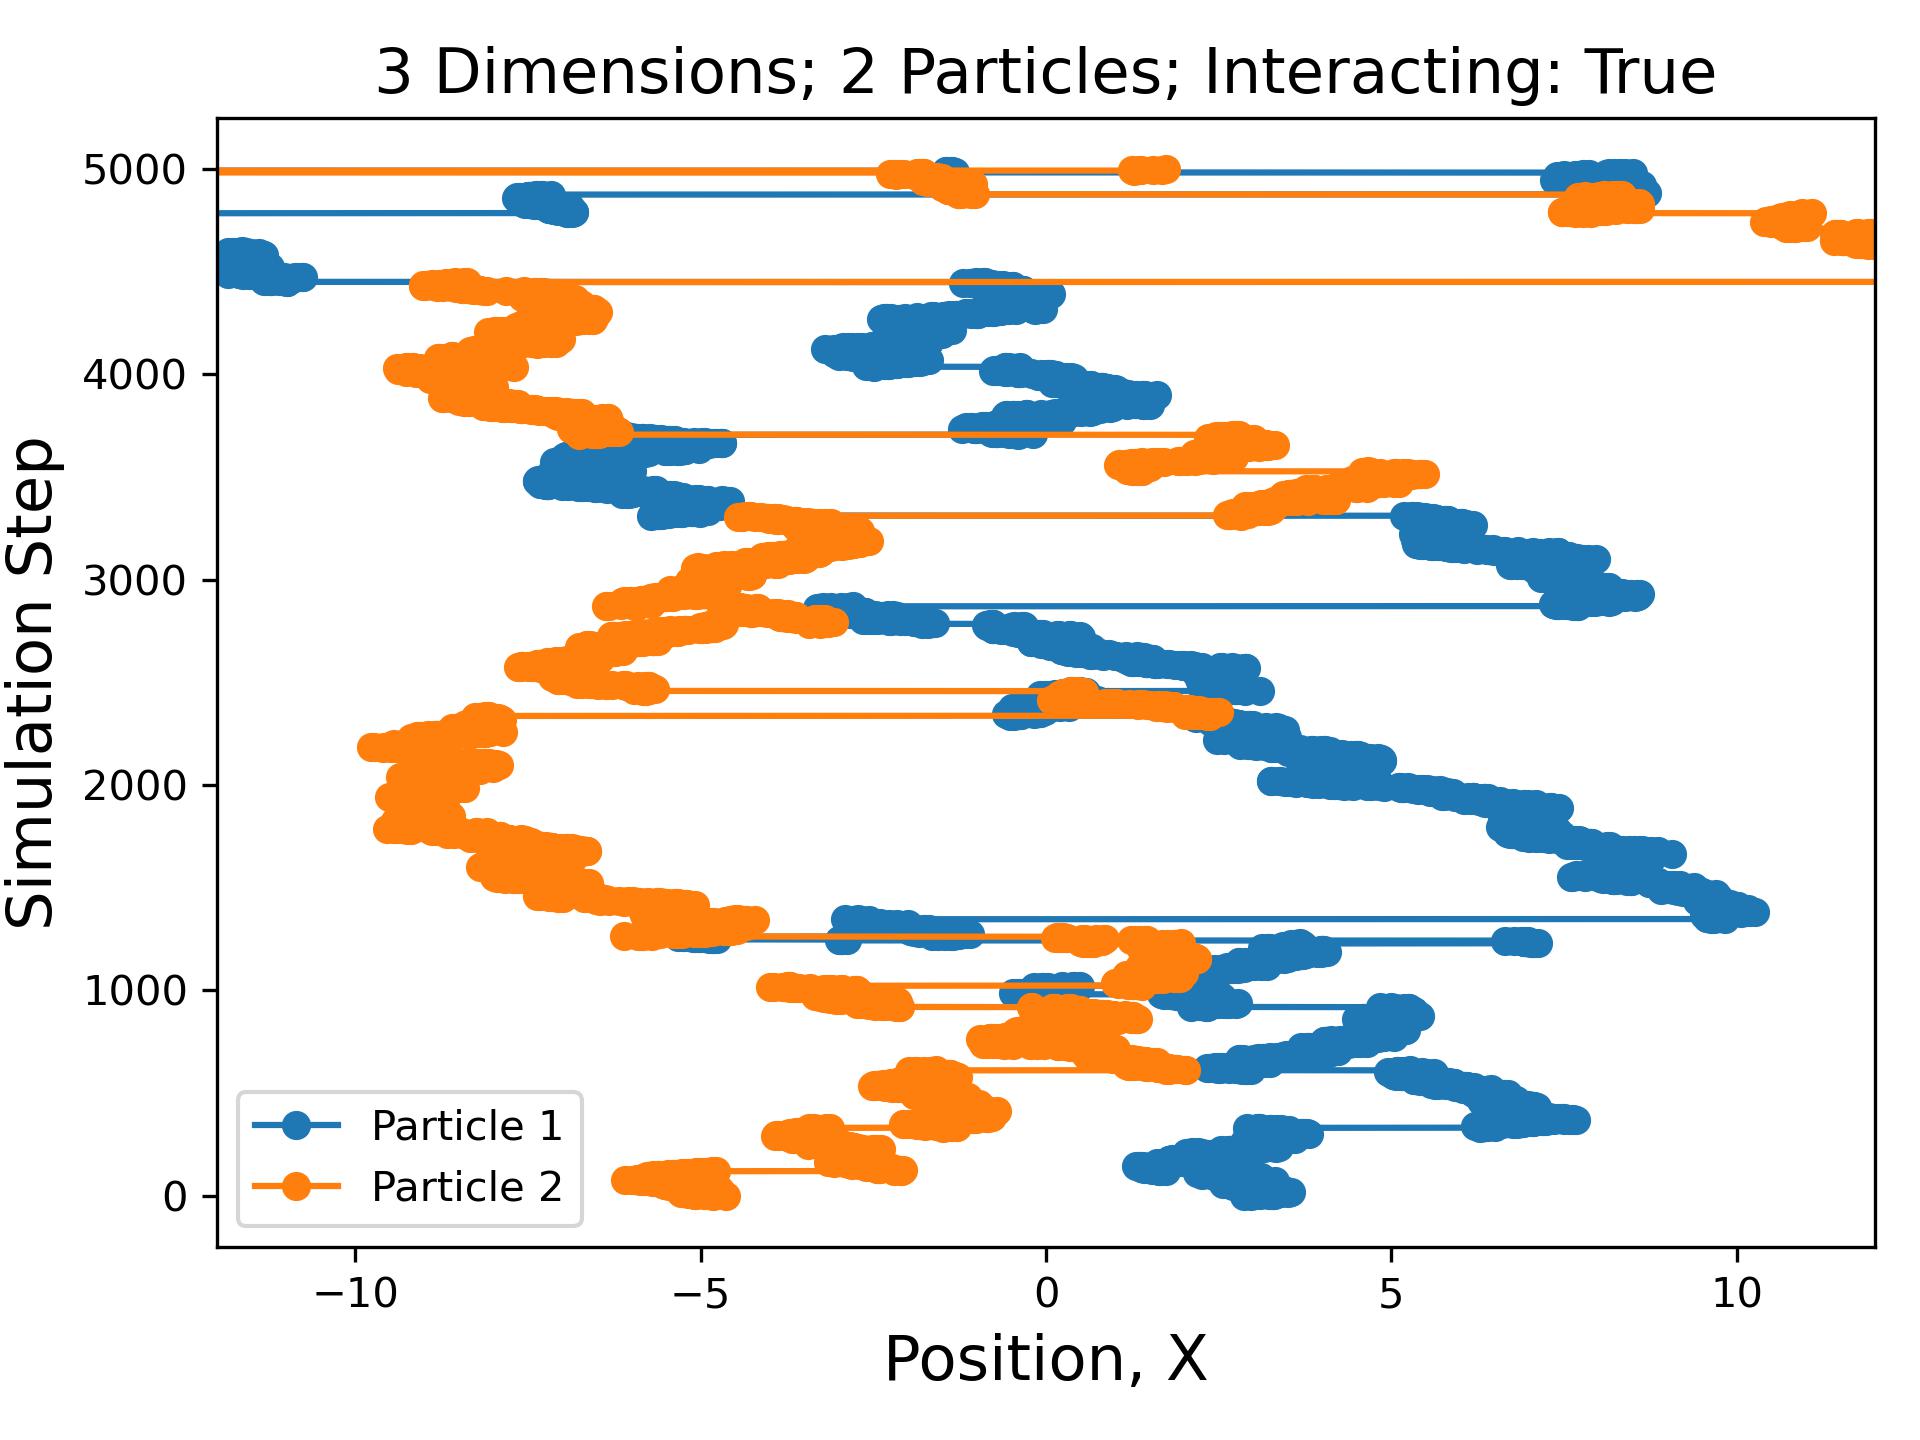 3 Dimensions; 2 Particles; Interacting: True
Simulation Step
5000
4000
3000
2000
1000
0
Particle 1
Particle 2
−10
−5
0
5
10
Position, X